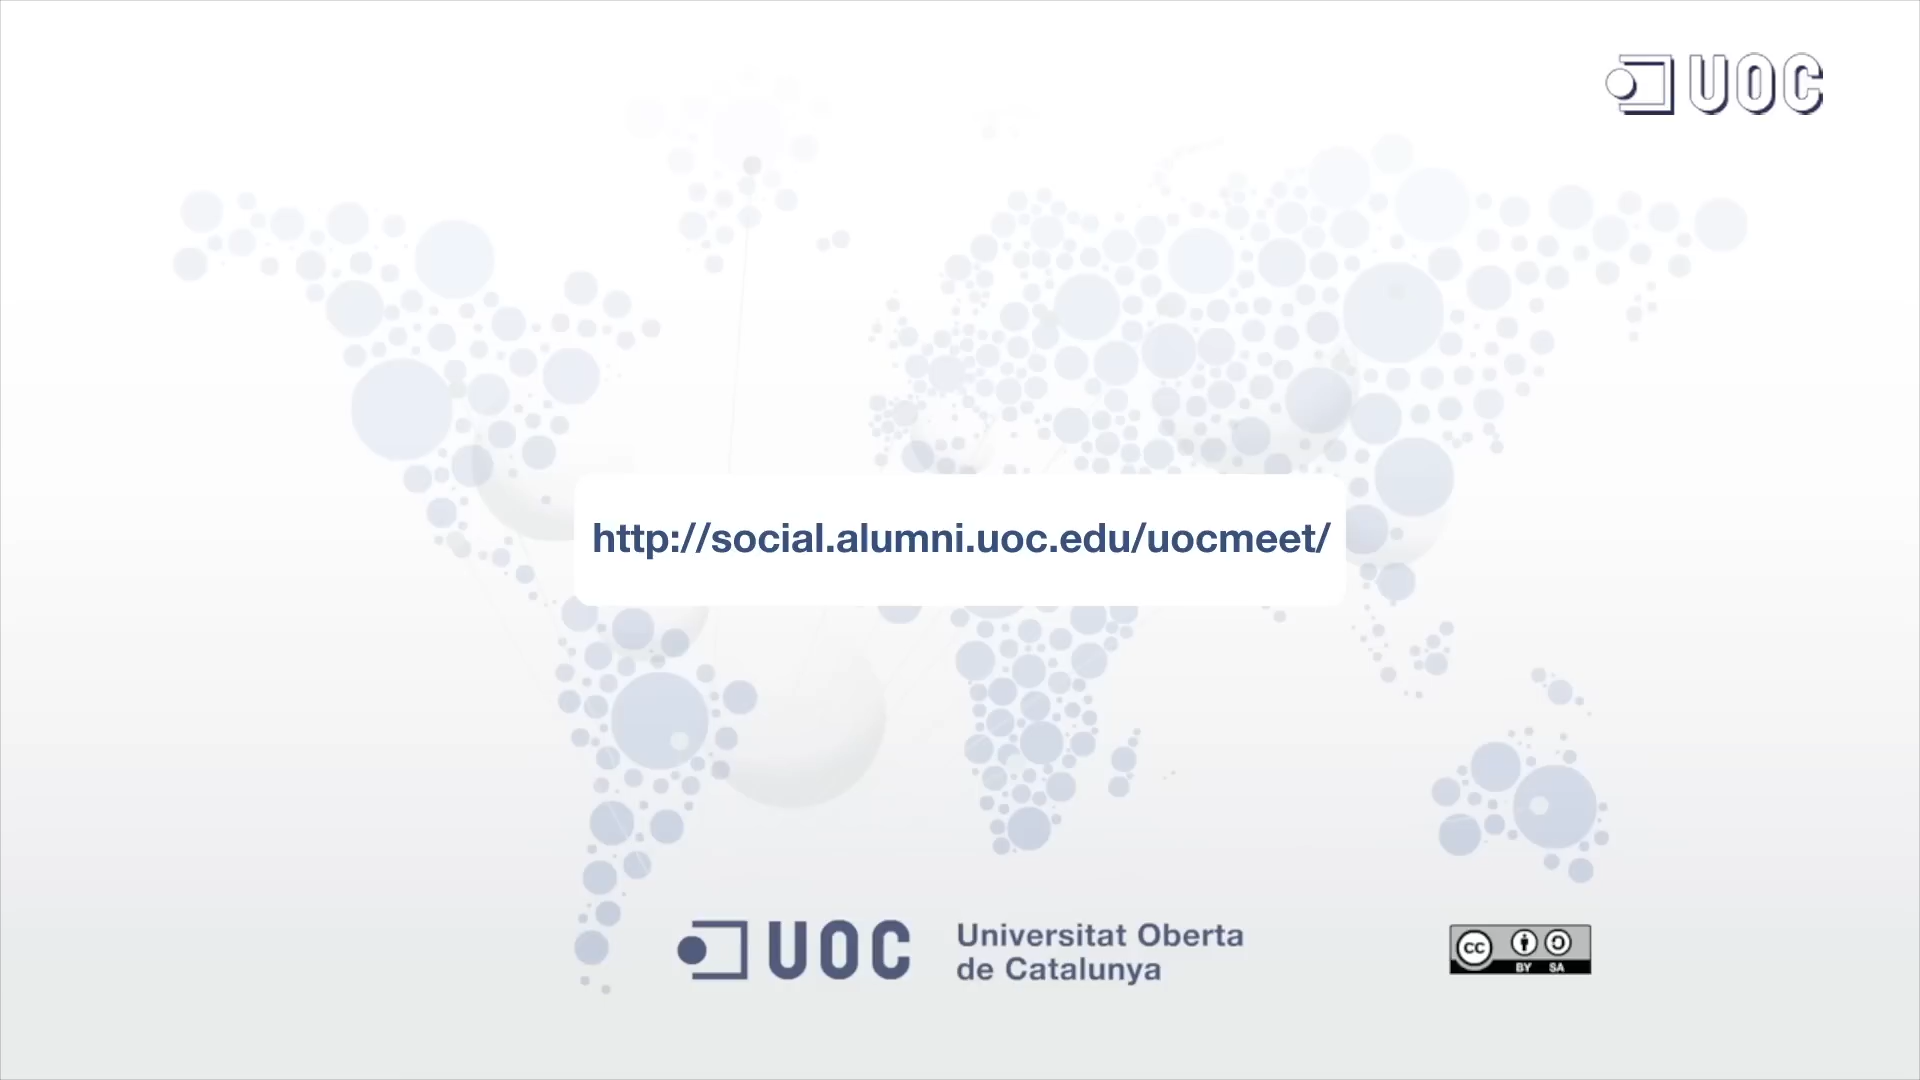 UOC
http://social.alumni.uoc.edu/uocmeet/
UOC
Universitat Oberta
de Catalunya
cc
BY SA